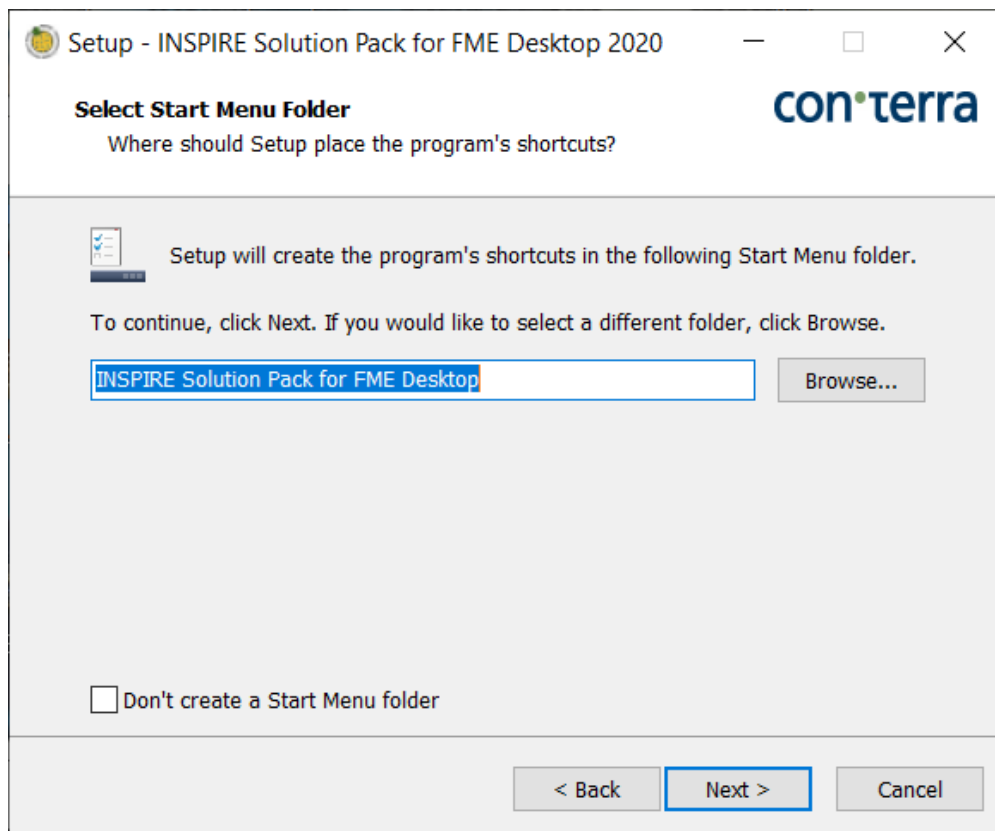 Setup - INSPIRE Solution Pack for FME Desktop 2020
Select Start Menu Folder
con terra
Where should Setup place the program's shortcuts?
Setup will create the program's shortcuts in the following Start Menu folder.
To continue, click Next. If you would like to select a different folder, click Browse.
INSPIRE Solution Pack for FME Desktop
Browse...
Don't create a Start Menu folder
< Back
Next >
Cancel